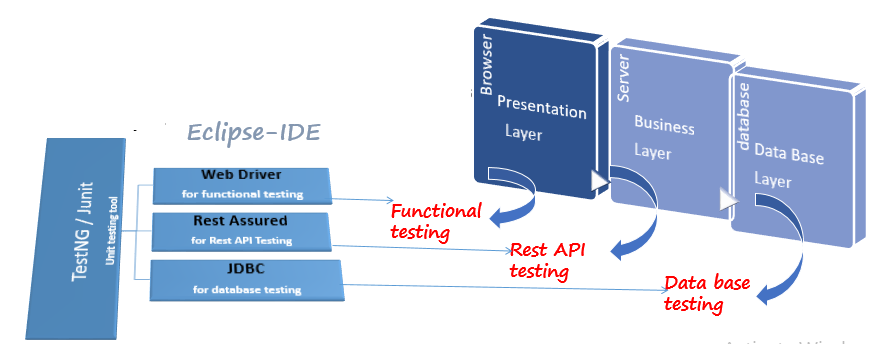 Eclipse-IDE
TestNG / Junit
Unit testing tool
Web Driver
for functional testing
Rest Assured
for Rest API Testing
JDBC
for database testing
Browser
Presentation
Layer
Server
Business
Layer
database
Data Base
Layer
Functional
testing
Rest API
testing
Data base
testing